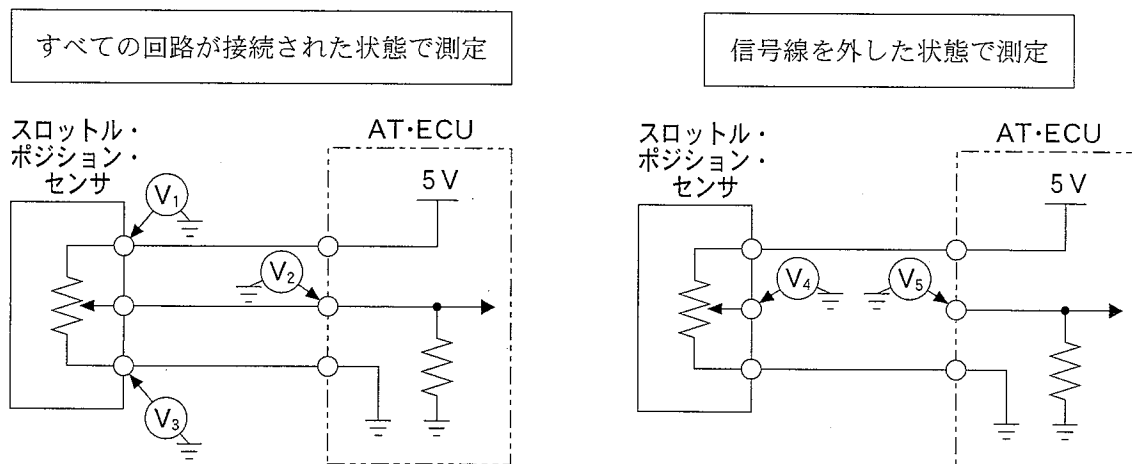 すべての回路が接続された状態で測定
スロットル・
ポジション・
センサ
AT・ECU
5 V
V₁
V₂
V₃
信号線を外した状態で測定
スロットル・
ポジション・
センサ
AT・ECU
5 V
V₄
V₅